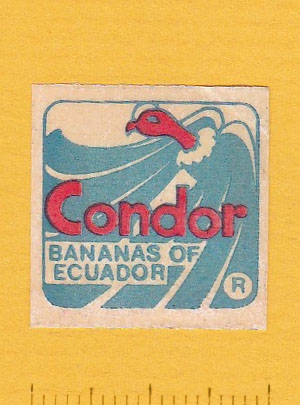 Condor
BANANAS OF
ECUADOR
®